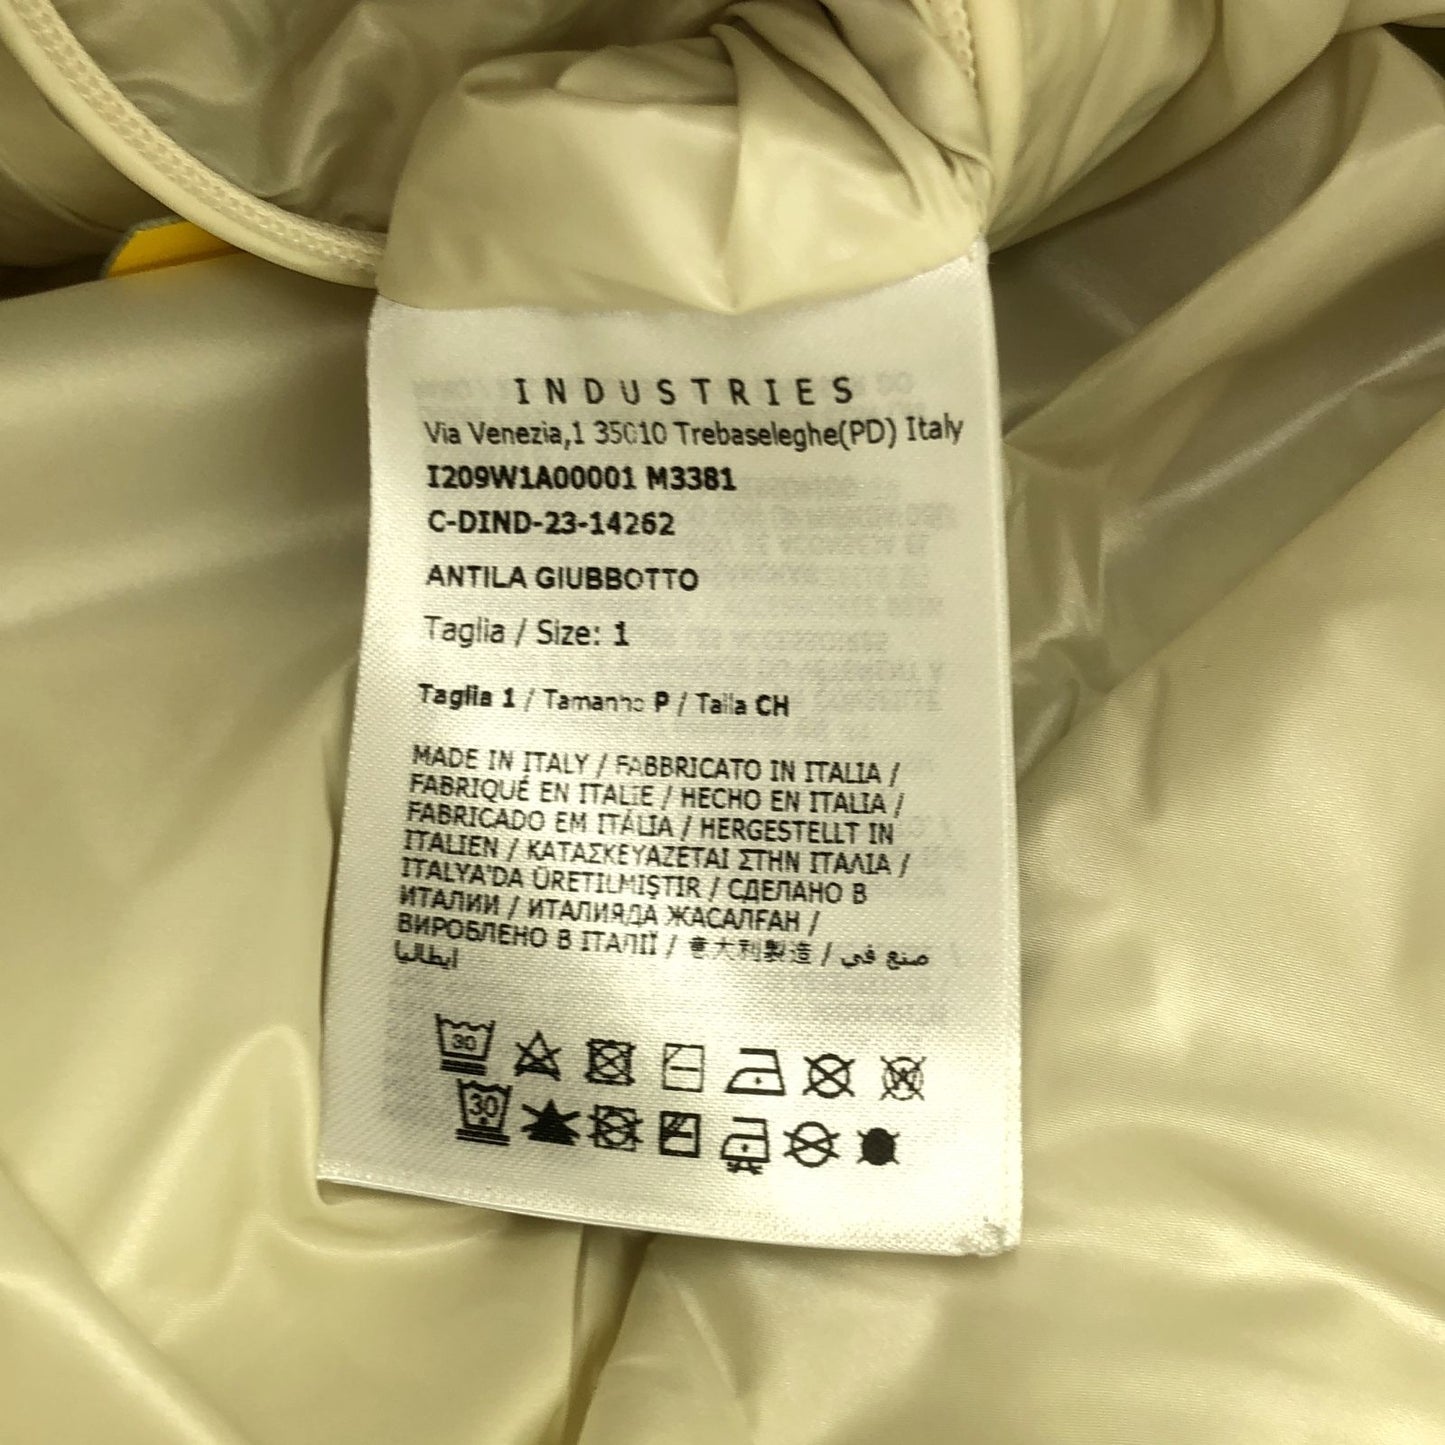 INDUSTRIES
Via Venezia,1 35010 Trebaseleghe(PD) Italy
I209W1A00001 M3381
C-DIND-23-14262
ANTILA GIUBBOTTO
Taglia / Size: 1
Taglia 1 / Tamanho P / Talla CH
MADE IN ITALY / FABBRICATO IN ITALIA /
FABRIQUÉ EN ITALIE / HECHO EN ITALIA /
FABRICADO EM ITÁLIA / HERGESTELLT IN
ITALIEN / ΚΑΤΑΣΚΕΥΑΖΕΤΑΙ ΣΤΗΝ ΙΤΑΛΙΑ /
ITALYA'DA ÜRETILMIŞTIR / СДЕЛАНО В
ИТАЛИИ / ИТАЛИЯДА ЖАСАЛҒАН /
ВИРОБЛЕНО В ІТАЛІЇ / 意大利製造 / صنع في
ايطاليا
30
W
30